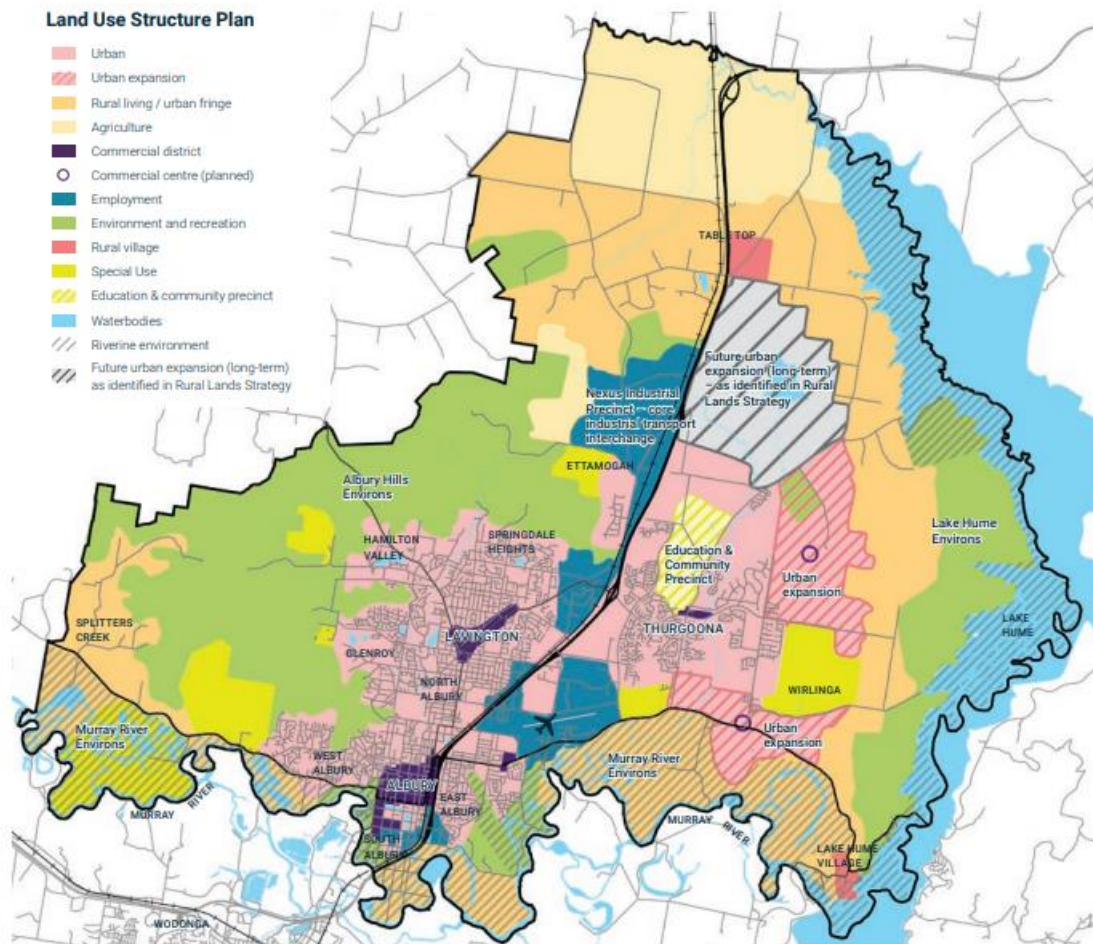 Land Use Structure Plan
Urban
Urban expansion
Rural living / urban fringe
Agriculture
Commercial district
Commercial centre (planned)
Employment
Environment and recreation
Rural village
Special Use
Education & community precinct
Waterbodies
Riverine environment
Future urban expansion (long-term)
as identified in Rural Lands Strategy
TABLETOP
Future urban
expansion (long-term)
– as identified in Rural
Lands Strategy
Nexus Industrial
Precinct – core
industrial transport
interchange
ETTAMOGAH
Albury Hills
Environs
HAMILTON
VALLEY
SPRINGDALE
HEIGHTS
Education &
Community
Precinct
Urban
expansion
Lake Hume
Environs
LAKE
HUME
SPLITTERS
CREEK
LAVINGTON
THURGOONA
GLENROY
NORTH
ALBURY
WIRLINGA
Murray River
Environs
WEST
ALBURY
Urban
expansion
Murray River
Environs
ALBURY
EAST
ALBURY
MURRAY RIVER
MURRAY RIVER
SOUTH
ALBURY
LAKE HUME
VILLAGE
WODONGA